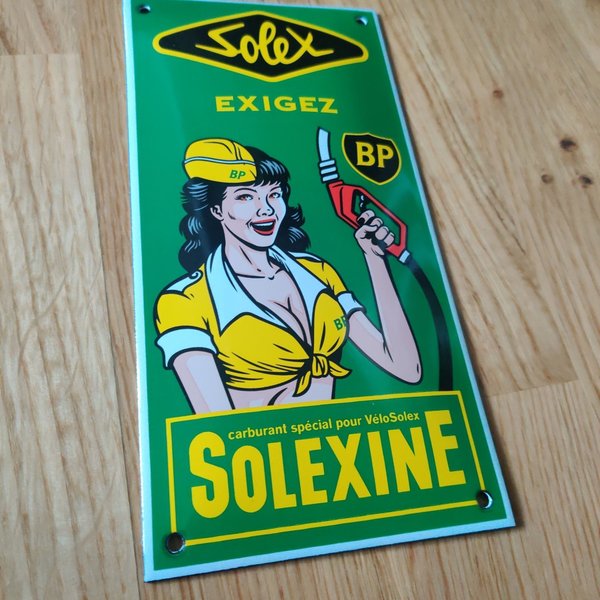 Solex
EXIGEZ
BP
BP
BP
carburant spécial pour VéloSolex
SOLEXINE